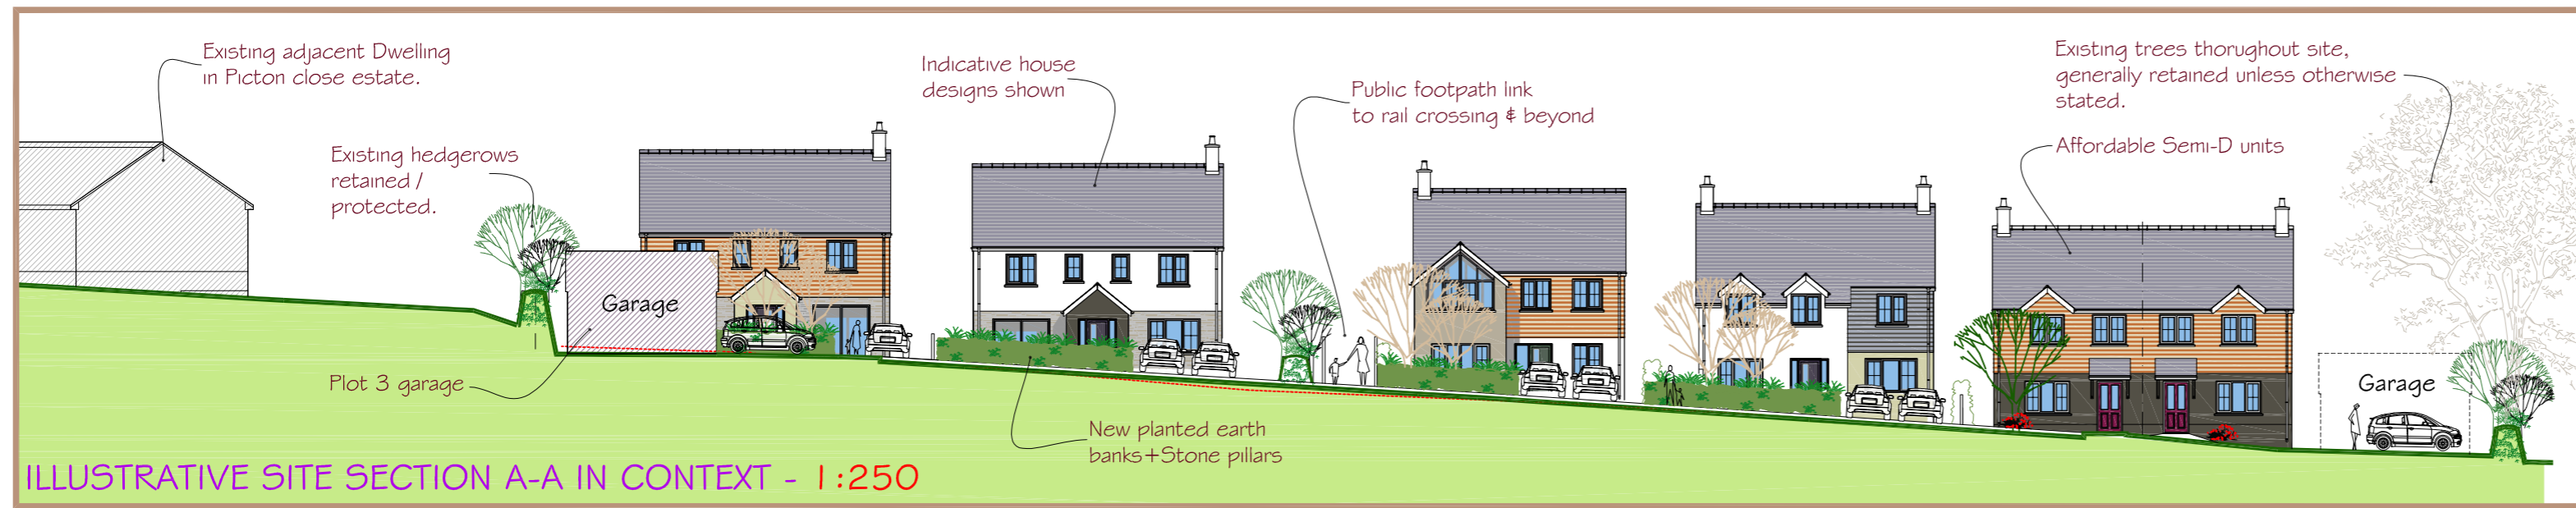 Existing adjacent Dwelling
in Picton close estate.
Existing hedgerows
retained /
protected.
Indicative house
designs shown
Public footpath link
to rail crossing & beyond
Existing trees thorughout site,
generally retained unless otherwise
stated.
Affordable Semi-D units
Garage
Plot 3 garage
Garage
New planted earth
banks+Stone pillars
ILLUSTRATIVE SITE SECTION A-A IN CONTEXT - 1:250